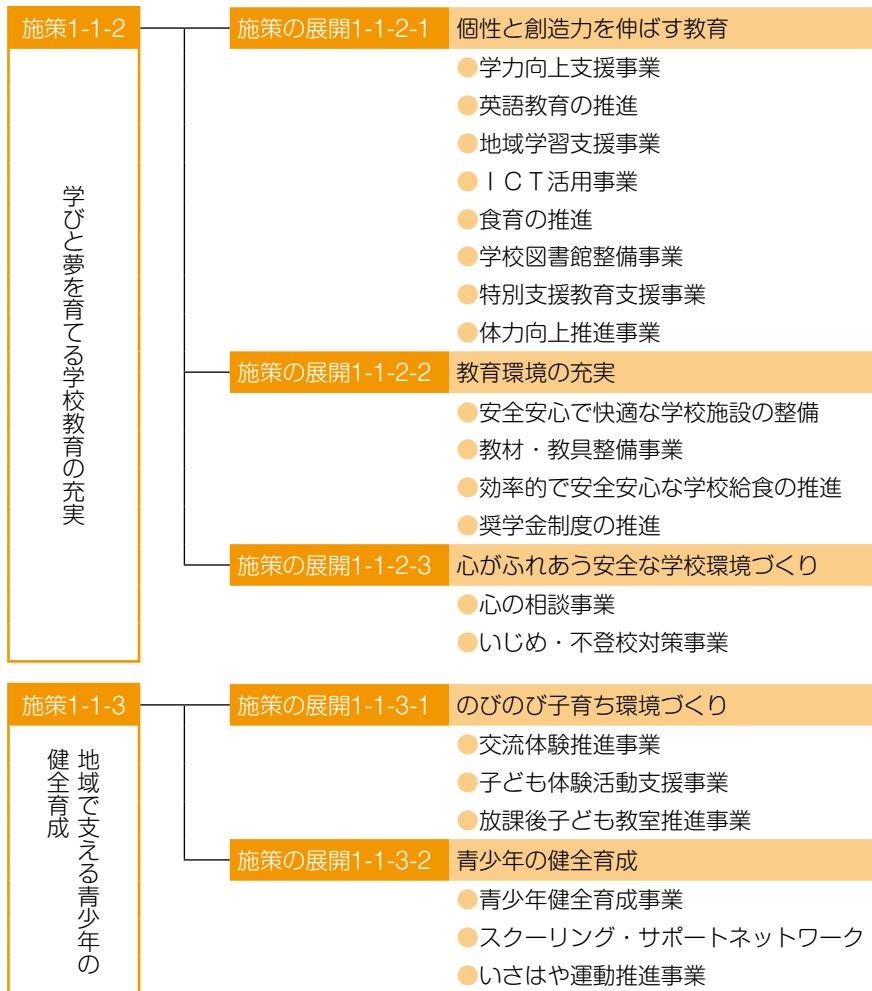 施策1-1-2
学びと夢を育てる学校教育の充実
施策の展開1-1-2-1 個性と創造力を伸ばす教育
●学力向上支援事業
●英語教育の推進
●地域学習支援事業
●ＩＣＴ活用事業
●食育の推進
●学校図書館整備事業
●特別支援教育支援事業
●体力向上推進事業
施策の展開1-1-2-2 教育環境の充実
●安全安心で快適な学校施設の整備
●教材・教具整備事業
●効率的で安全安心な学校給食の推進
●奨学金制度の推進
施策の展開1-1-2-3 心がふれあう安全な学校環境づくり
●心の相談事業
●いじめ・不登校対策事業
施策1-1-3
地域で支える青少年の
健全育成
施策の展開1-1-3-1 のびのび子育ち環境づくり
●交流体験推進事業
●子ども体験活動支援事業
●放課後子ども教室推進事業
施策の展開1-1-3-2 青少年の健全育成
●青少年健全育成事業
●スクーリング・サポートネットワーク
●いさはや運動推進事業